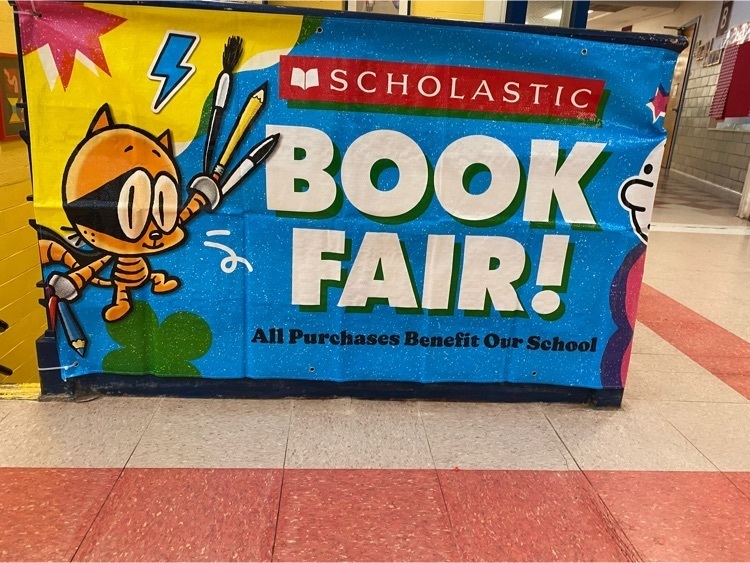 SCHOLASTIC
BOOK
FAIR!
All Purchases Benefit Our School